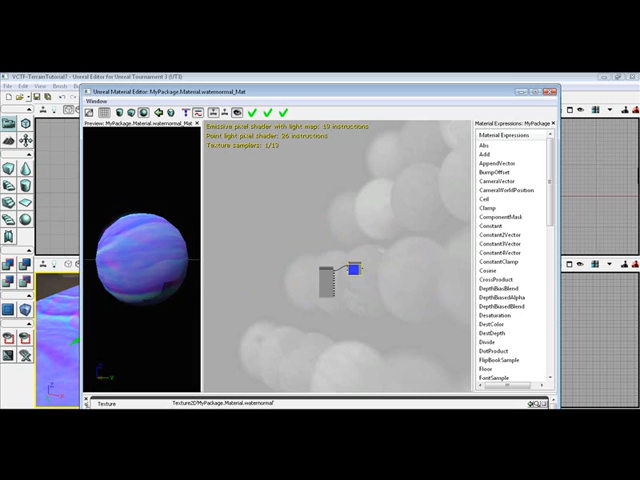 VCTF-TerrainTutorial7 - Unreal Editor for Unreal Tournament 3 (UT3)
File Edit
Unreal Material Editor: MyPackage.Material.waternormal_Mat
Window
Preview: MyPackage.Material.waternormal_Mat
Emissive pixel shader with light map: 19 instructions
Point light pixel shader: 26 instructions
Texture samplers: 1/13
Material Expressions: MyPackage
Material Expressions
Abs
Add
AppendVector
BumpOffset
CameraVector
CameraWorldPosition
Ceil
Clamp
ComponentMask
Constant
Constant2Vector
Constant3Vector
Constant4Vector
ConstantClamp
Cosine
CrossProduct
DepthBiasBlend
DepthBiasedAlpha
DepthBiasedBlend
Desaturation
DestColor
DestDepth
Divide
DotProduct
FlipBookSample
Floor
FontSample
Texture
Texture2D'MyPackage.Material.waternormal'